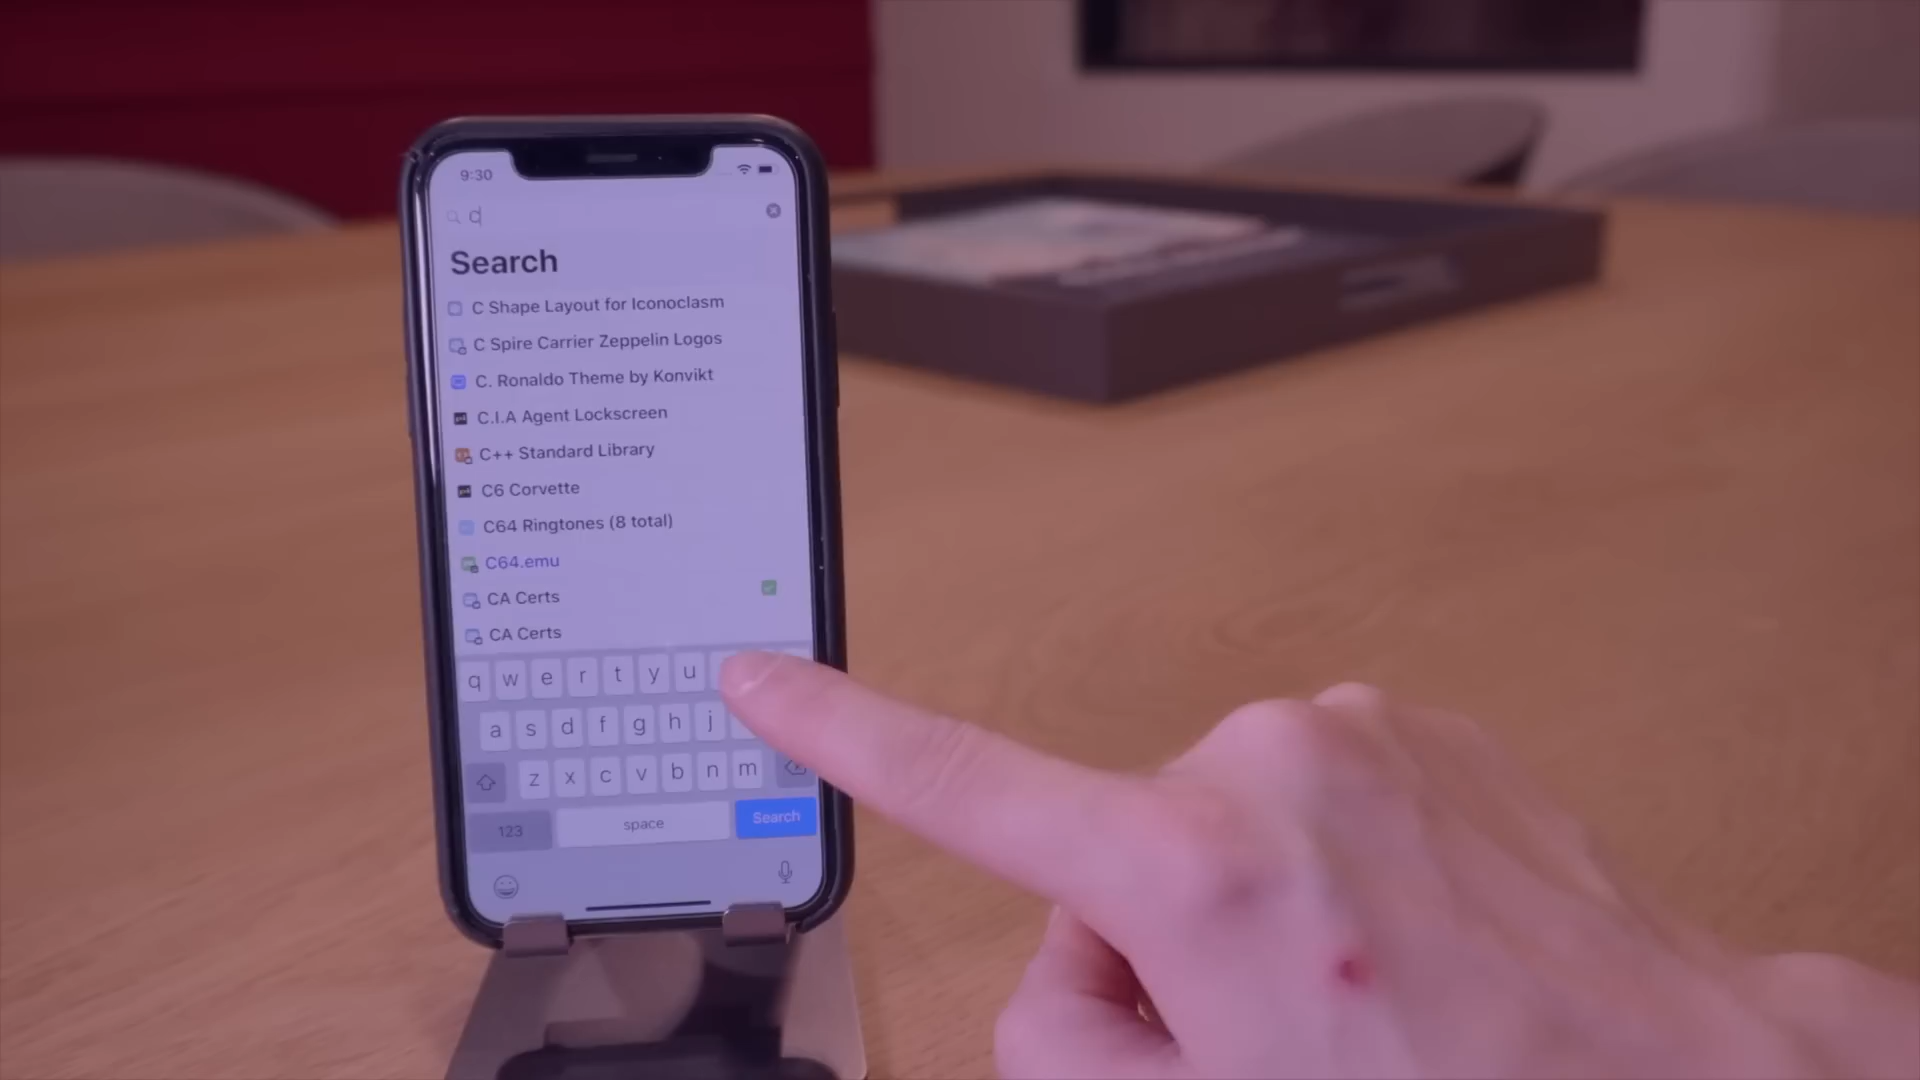 9:30
C
Search
C Shape Layout for Iconoclasm
C Spire Carrier Zeppelin Logos
C. Ronaldo Theme by Konvikt
C.I.A Agent Lockscreen
C++ Standard Library
C6 Corvette
C64 Ringtones (8 total)
C64.emu
CA Certs
CA Certs
q w e r t y u
a s d f g h j
z x c v b n m
123 space Search